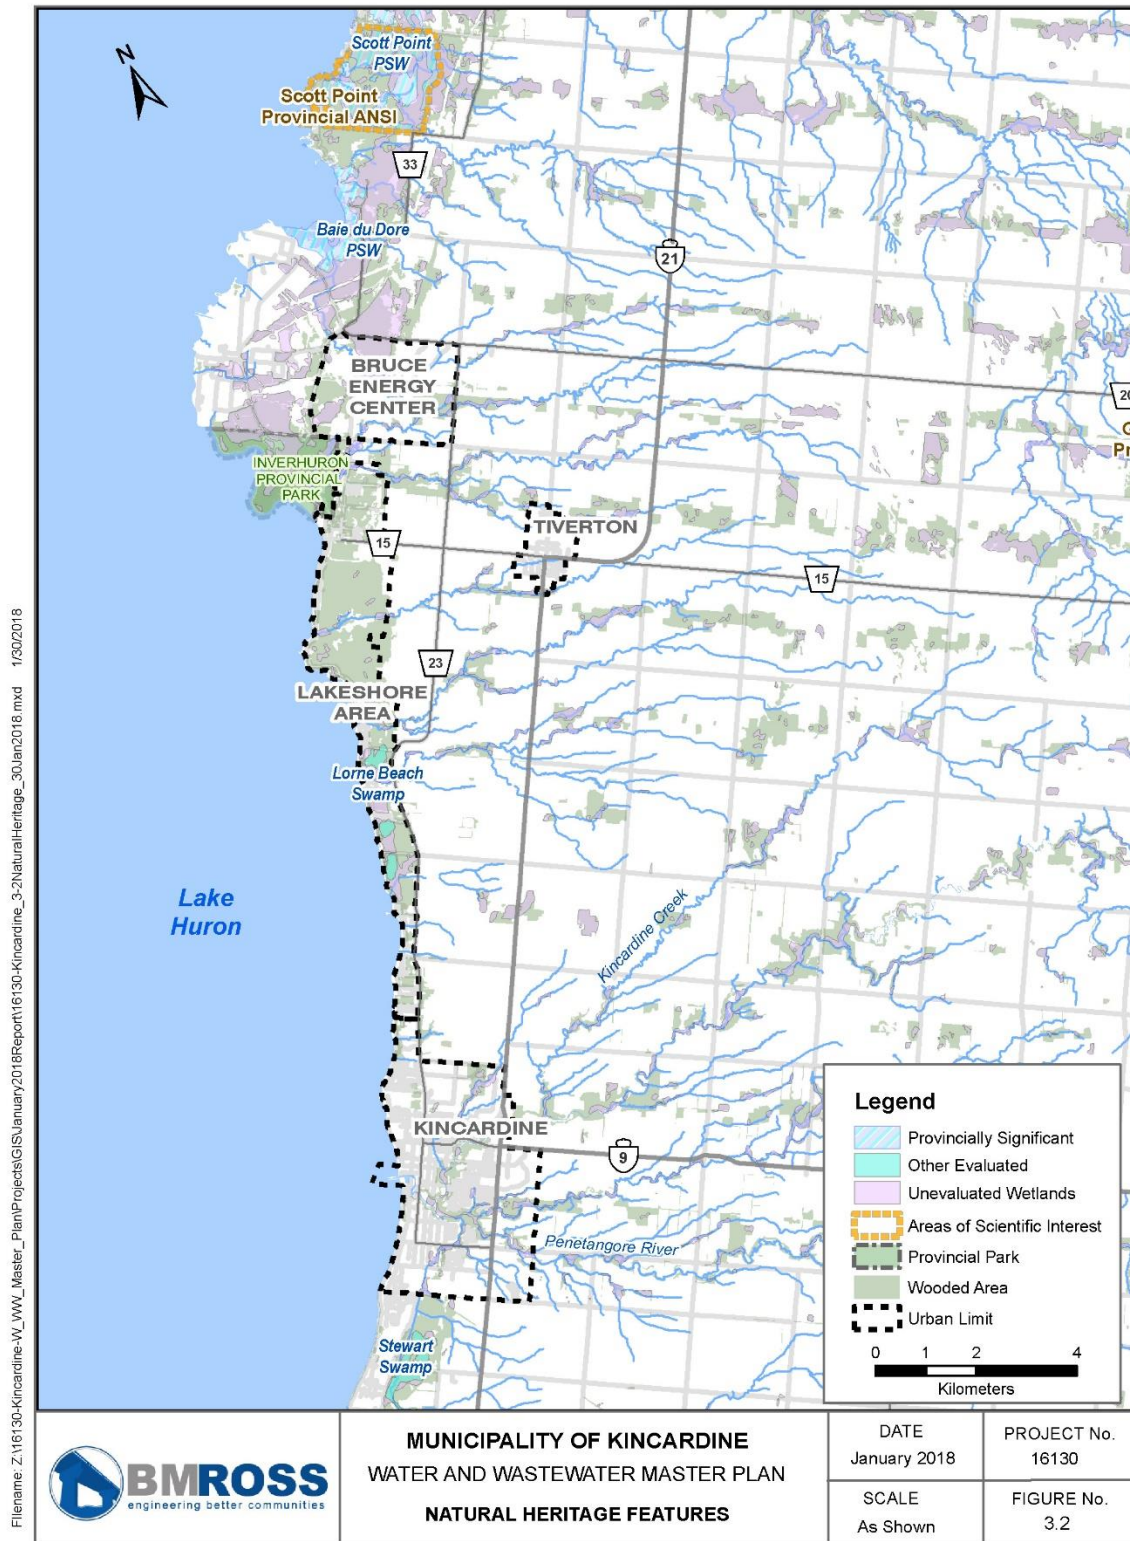 N
Scott Point
PSW
Scott Point
Provincial ANSI
33
Baie du Dore
PSW
21
BRUCE
ENERGY
CENTER
20
G
Pr
INVERHURON
PROVINCIAL
PARK
TIVERTON
15
15
23
LAKESHORE
AREA
Lorne Beach
Swamp
Lake
Huron
Kincardine Creek
KINCARDINE
9
Penetangore River
Stewart
Swamp
Legend
Provincially Significant
Other Evaluated
Unevaluated Wetlands
Areas of Scientific Interest
Provincial Park
Wooded Area
Urban Limit
0 1 2 4
Kilometers
Filename: Z:\16130-Kincardine-W_WW_Master_Plan\Projects\GIS\January2018Report\16130-Kincardine_3-2NaturalHeritage_30Jan2018.mxd 1/30/2018
BMROSS
engineering better communities
MUNICIPALITY OF KINCARDINE
WATER AND WASTEWATER MASTER PLAN
NATURAL HERITAGE FEATURES
DATE
January 2018
PROJECT No.
16130
SCALE
As Shown
FIGURE No.
3.2